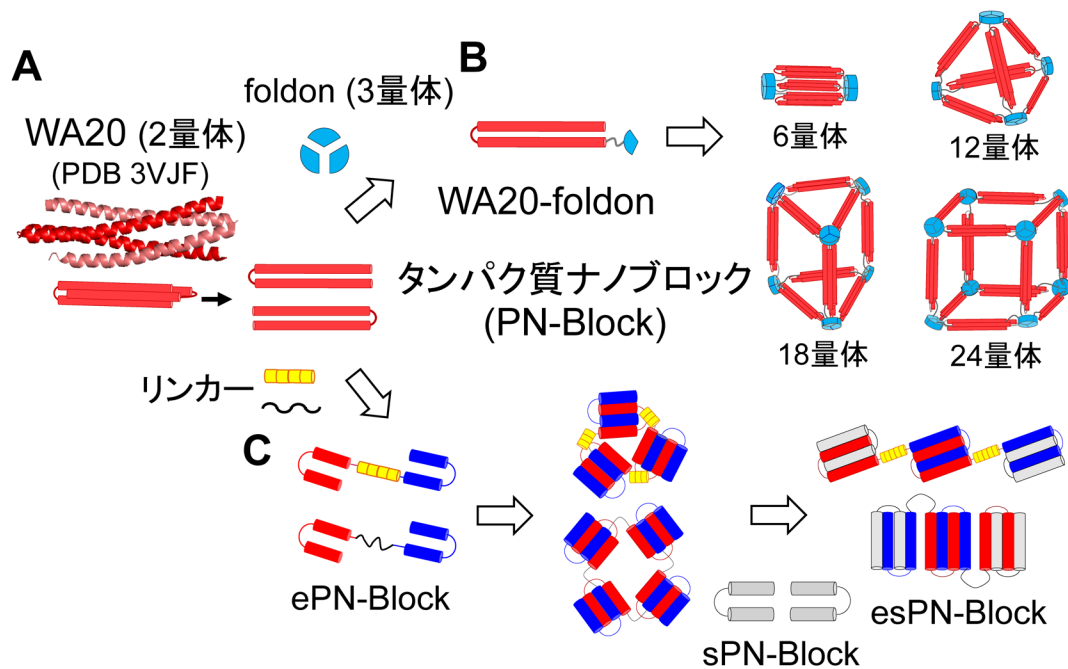 A
WA20 (2量体)
(PDB 3VJF)
foldon (3量体)
B
WA20-foldon
6量体
12量体
18量体
24量体
タンパク質ナノブロック
(PN-Block)
リンカー
C
ePN-Block
sPN-Block
esPN-Block